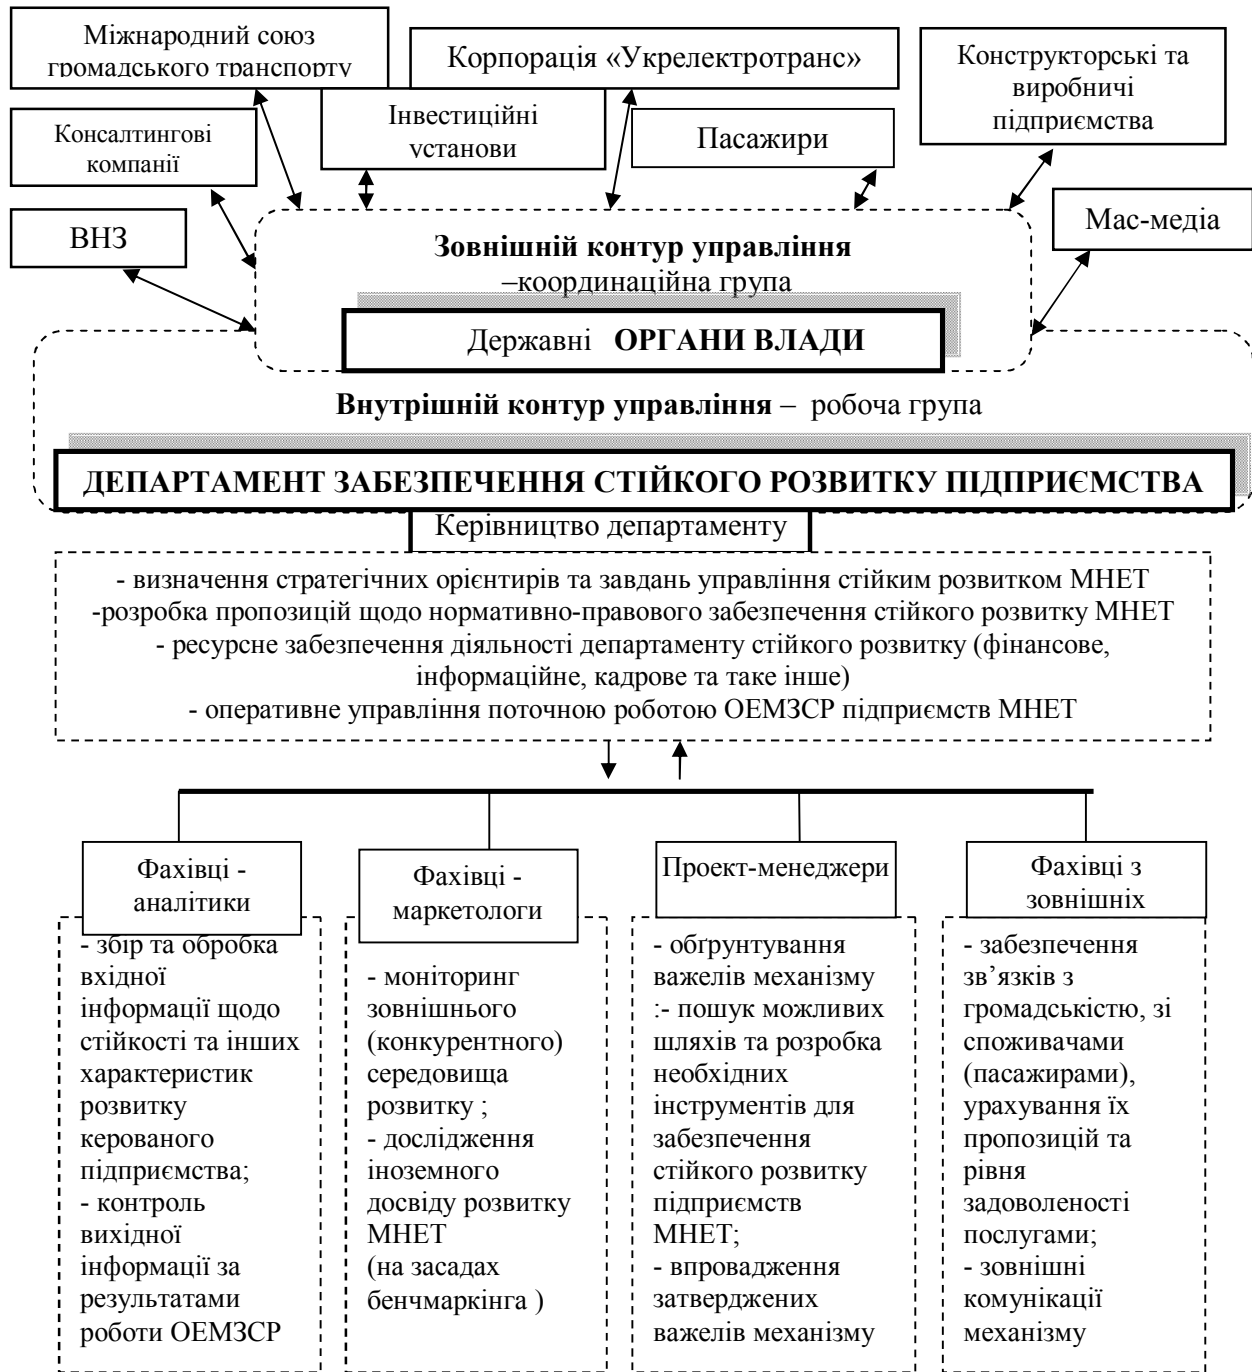 Міжнародний союз
громадського транспорту
Корпорація «Укрелектротранс»
Конструкторські та
виробничі
підприємства
Консалтингові
компанії
Інвестиційні
установи
Пасажири
ВНЗ
Мас-медіа
Зовнішній контур управління
–координаційна група
Державні ОРГАНИ ВЛАДИ
Внутрішній контур управління – робоча група
ДЕПАРТАМЕНТ ЗАБЕЗПЕЧЕННЯ СТІЙКОГО РОЗВИТКУ ПІДПРИЄМСТВА
Керівництво департаменту
- визначення стратегічних орієнтирів та завдань управління стійким розвитком МНЕТ
-розробка пропозицій щодо нормативно-правового забезпечення стійкого розвитку МНЕТ
- ресурсне забезпечення діяльності департаменту стійкого розвитку (фінансове,
інформаційне, кадрове та таке інше)
- оперативне управління поточною роботою ОЕМЗСР підприємств МНЕТ
Фахівці -
аналітики
- збір та обробка
вхідної
інформації щодо
стійкості та інших
характеристик
розвитку
керованого
підприємства;
- контроль
вихідної
інформації за
результатами
роботи ОЕМЗСР
Фахівці -
маркетологи
- моніторинг
зовнішнього
(конкурентного)
середовища
розвитку ;
- дослідження
іноземного
досвіду розвитку
МНЕТ
(на засадах
бенчмаркінга )
Проект-менеджери
- обґрунтування
важелів механізму
:- пошук можливих
шляхів та розробка
необхідних
інструментів для
забезпечення
стійкого розвитку
підприємств
МНЕТ;
- впровадження
затверджених
важелів механізму
Фахівці з
зовнішніх
- забезпечення
зв’язків з
громадськістю, зі
споживачами
(пасажирами),
урахування їх
пропозицій та
рівня
задоволеності
послугами;
- зовнішні
комунікації
механізму